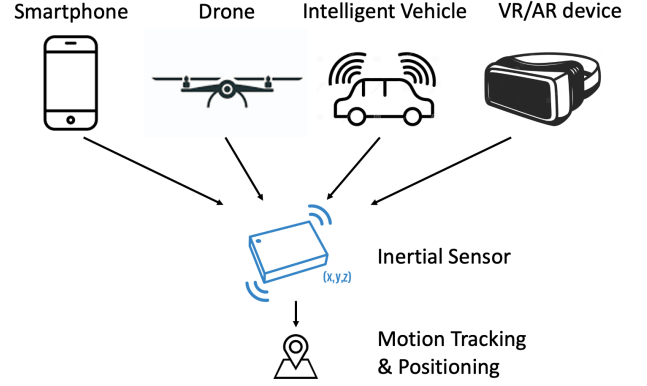 Smartphone
Drone
Intelligent Vehicle
VR/AR device
Inertial Sensor
(x,y,z)
Motion Tracking
& Positioning